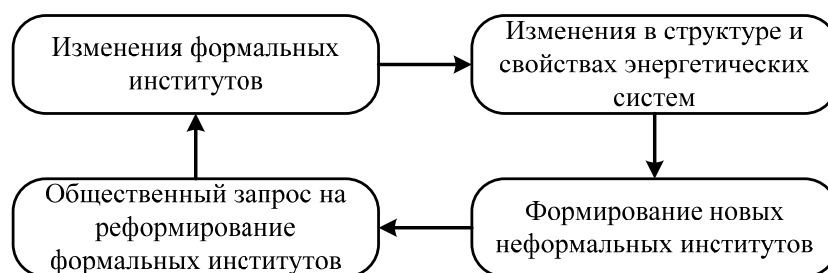 Изменения формальных
институтов
Изменения в структуре и
свойствах энергетических
систем
Общественный запрос на
реформирование
формальных институтов
Формирование новых
неформальных институтов